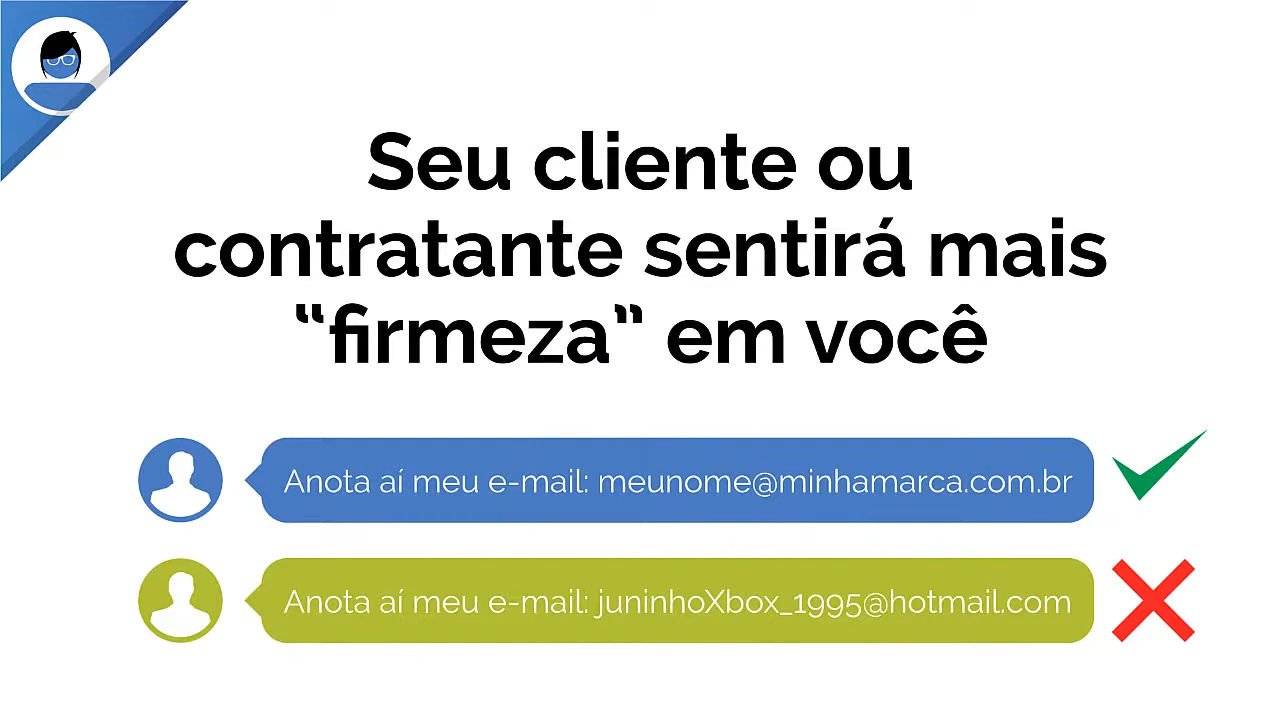 Seu cliente ou
contratante sentirá mais
“firmeza” em você
Anota aí meu e-mail: meunome@minhamarca.com.br
Anota aí meu e-mail: juninhoXbox_1995@hotmail.com